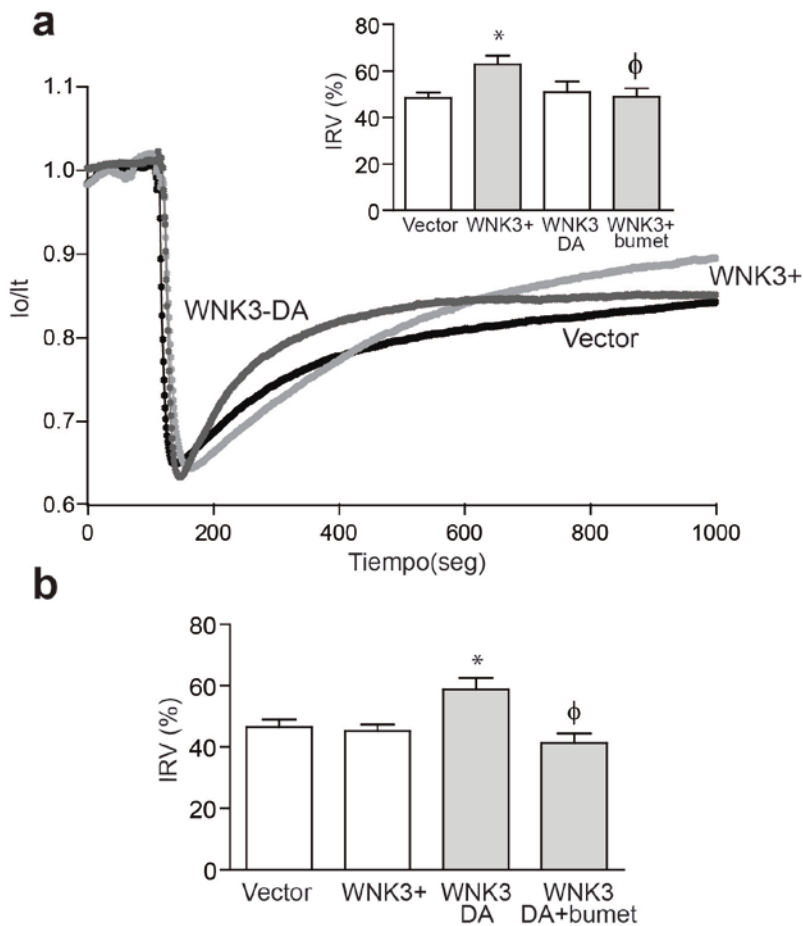 a
80
60
40
20
0
IRV (%)
*
ϕ
Vector WNK3+ WNK3 DA WNK3+ bumet
1.1
1.0
0.9
0.8
0.7
0.6
Io/It
WNK3-DA
WNK3+
Vector
0 200 400 600 800 1000
Tiempo(seg)
b
80
60
40
20
0
IRV (%)
*
ϕ
Vector WNK3+ WNK3 DA WNK3 DA+bumet